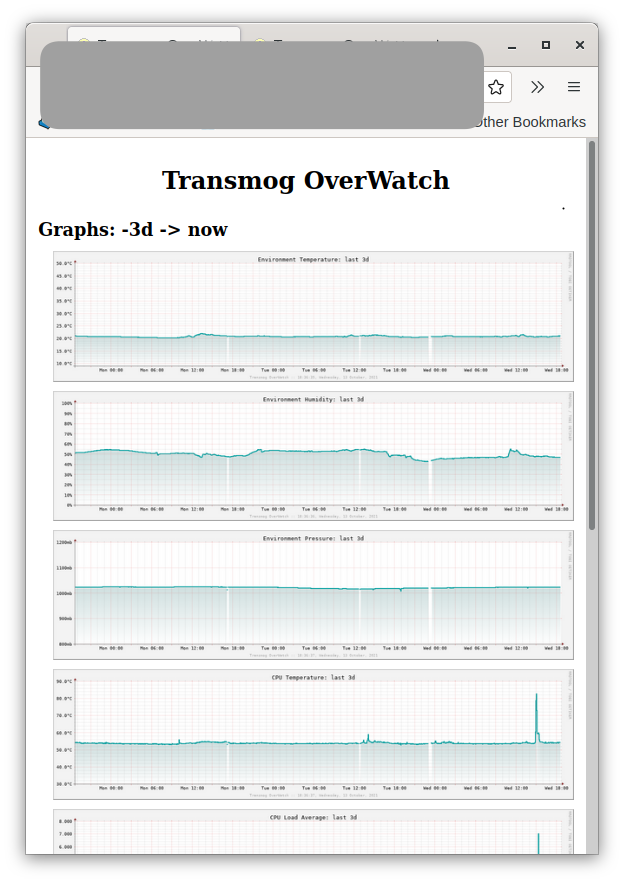 Other Bookmarks
Transmog OverWatch
Graphs: -3d -> now
Environment Temperature: last 3d
50.0°C
45.0°C
40.0°C
35.0°C
30.0°C
25.0°C
20.0°C
15.0°C
10.0°C
Mon 00:00 Mon 06:00 Mon 12:00 Mon 18:00 Tue 00:00 Tue 06:00 Tue 12:00 Tue 18:00 Wed 00:00 Wed 06:00 Wed 12:00 Wed 18:00
Environment Humidity: last 3d
100%
90%
80%
70%
60%
50%
40%
30%
20%
10%
0%
Mon 00:00 Mon 06:00 Mon 12:00 Mon 18:00 Tue 00:00 Tue 06:00 Tue 12:00 Tue 18:00 Wed 00:00 Wed 06:00 Wed 12:00 Wed 18:00
Environment Pressure: last 3d
1200mb
1000mb
900mb
800mb
Mon 00:00 Mon 06:00 Mon 12:00 Mon 18:00 Tue 00:00 Tue 06:00 Tue 12:00 Tue 18:00 Wed 00:00 Wed 06:00 Wed 12:00 Wed 18:00
CPU Temperature: last 3d
90.0°C
80.0°C
70.0°C
60.0°C
50.0°C
40.0°C
30.0°C
Mon 00:00 Mon 06:00 Mon 12:00 Mon 18:00 Tue 00:00 Tue 06:00 Tue 12:00 Tue 18:00 Wed 00:00 Wed 06:00 Wed 12:00 Wed 18:00
CPU Load Average: last 3d
8.000
7.000
6.000